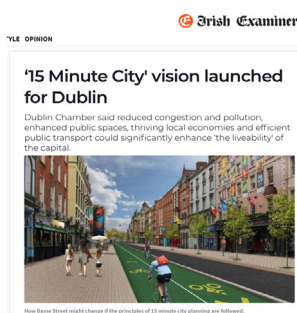 Irish Examiner
YLE OPINION
‘15 Minute City' vision launched
for Dublin
Dublin Chamber said reduced congestion and pollution,
enhanced public spaces, thriving local economies and efficient
public transport could significantly enhance 'the liveability' of
the capital.
How Dame Street might change if the principles of 15 minute city planning are followed.